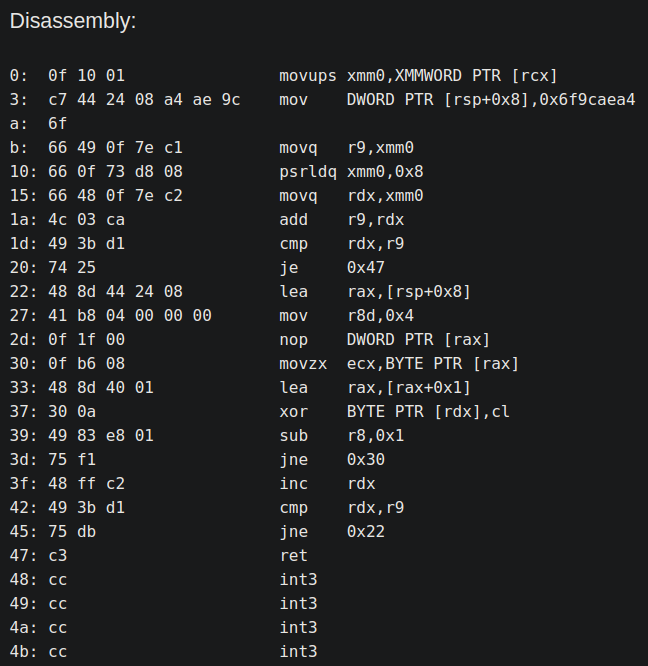 Disassembly:
0:  0f 10 01                movups xmm0,XMMWORD PTR [rcx]
3:  c7 44 24 08 a4 ae 9c    mov    DWORD PTR [rsp+0x8],0x6f9caea4
a:  6f
b:  66 49 0f 7e c1          movq   r9,xmm0
10: 66 0f 73 d8 08          psrldq xmm0,0x8
15: 66 48 0f 7e c2          movq   rdx,xmm0
1a: 4c 03 ca                add    r9,rdx
1d: 49 3b d1                cmp    rdx,r9
20: 74 25                   je     0x47
22: 48 8d 44 24 08          lea    rax,[rsp+0x8]
27: 41 b8 04 00 00 00       mov    r8d,0x4
2d: 0f 1f 00                nop    DWORD PTR [rax]
30: 0f b6 08                movzx  ecx,BYTE PTR [rax]
33: 48 8d 40 01             lea    rax,[rax+0x1]
37: 30 0a                   xor    BYTE PTR [rdx],cl
39: 49 83 e8 01             sub    r8,0x1
3d: 75 f1                   jne    0x30
3f: 48 ff c2                inc    rdx
42: 49 3b d1                cmp    rdx,r9
45: 75 db                   jne    0x22
47: c3                      ret
48: cc                      int3
49: cc                      int3
4a: cc                      int3
4b: cc                      int3